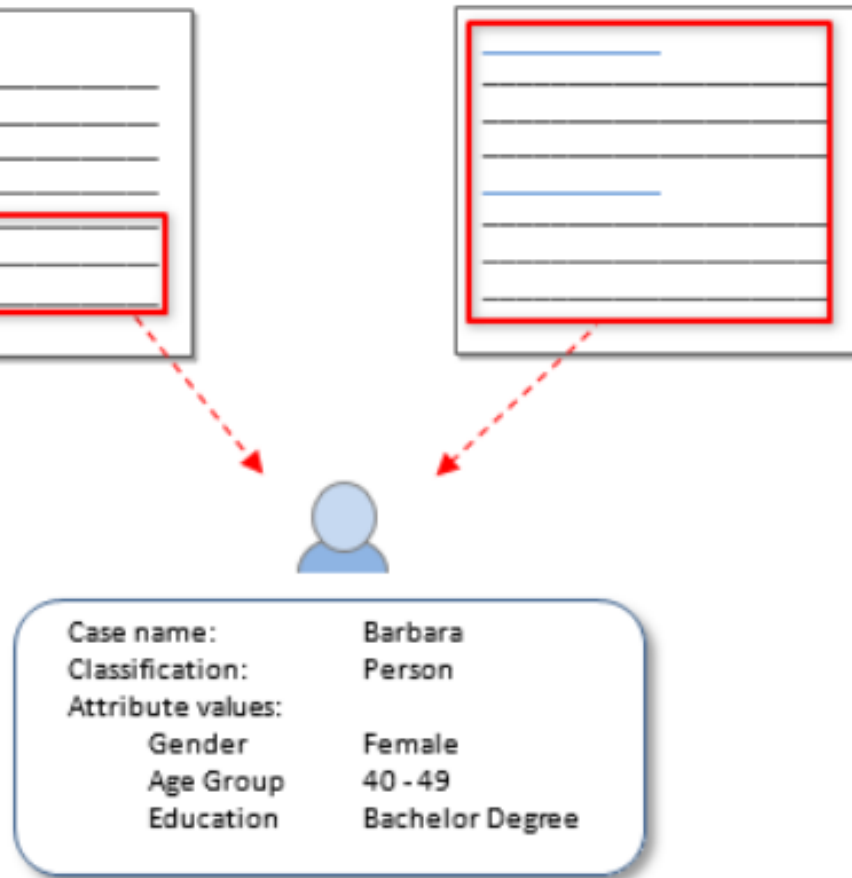 Case name: Barbara
Classification: Person
Attribute values:
Gender Female
Age Group 40 - 49
Education Bachelor Degree